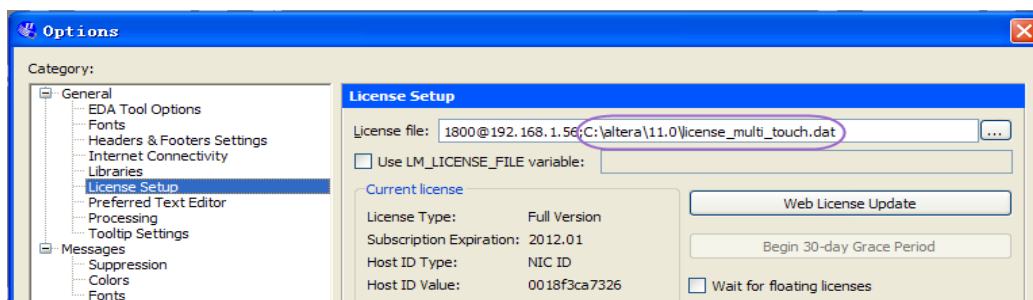 Options
Category:
General
EDA Tool Options
Fonts
Headers & Footers Settings
Internet Connectivity
Libraries
License Setup
Preferred Text Editor
Processing
Tooltip Settings
Messages
Suppression
Colors
Fonts
License Setup
License file: 1800@192.168.1.56;C:\altera\11.0\license_multi_touch.dat ...
Use LM_LICENSE_FILE variable:
Current license
License Type: Full Version
Subscription Expiration: 2012.01
Host ID Type: NIC ID
Host ID Value: 0018f3ca7326
Web License Update
Begin 30-day Grace Period
Wait for floating licenses